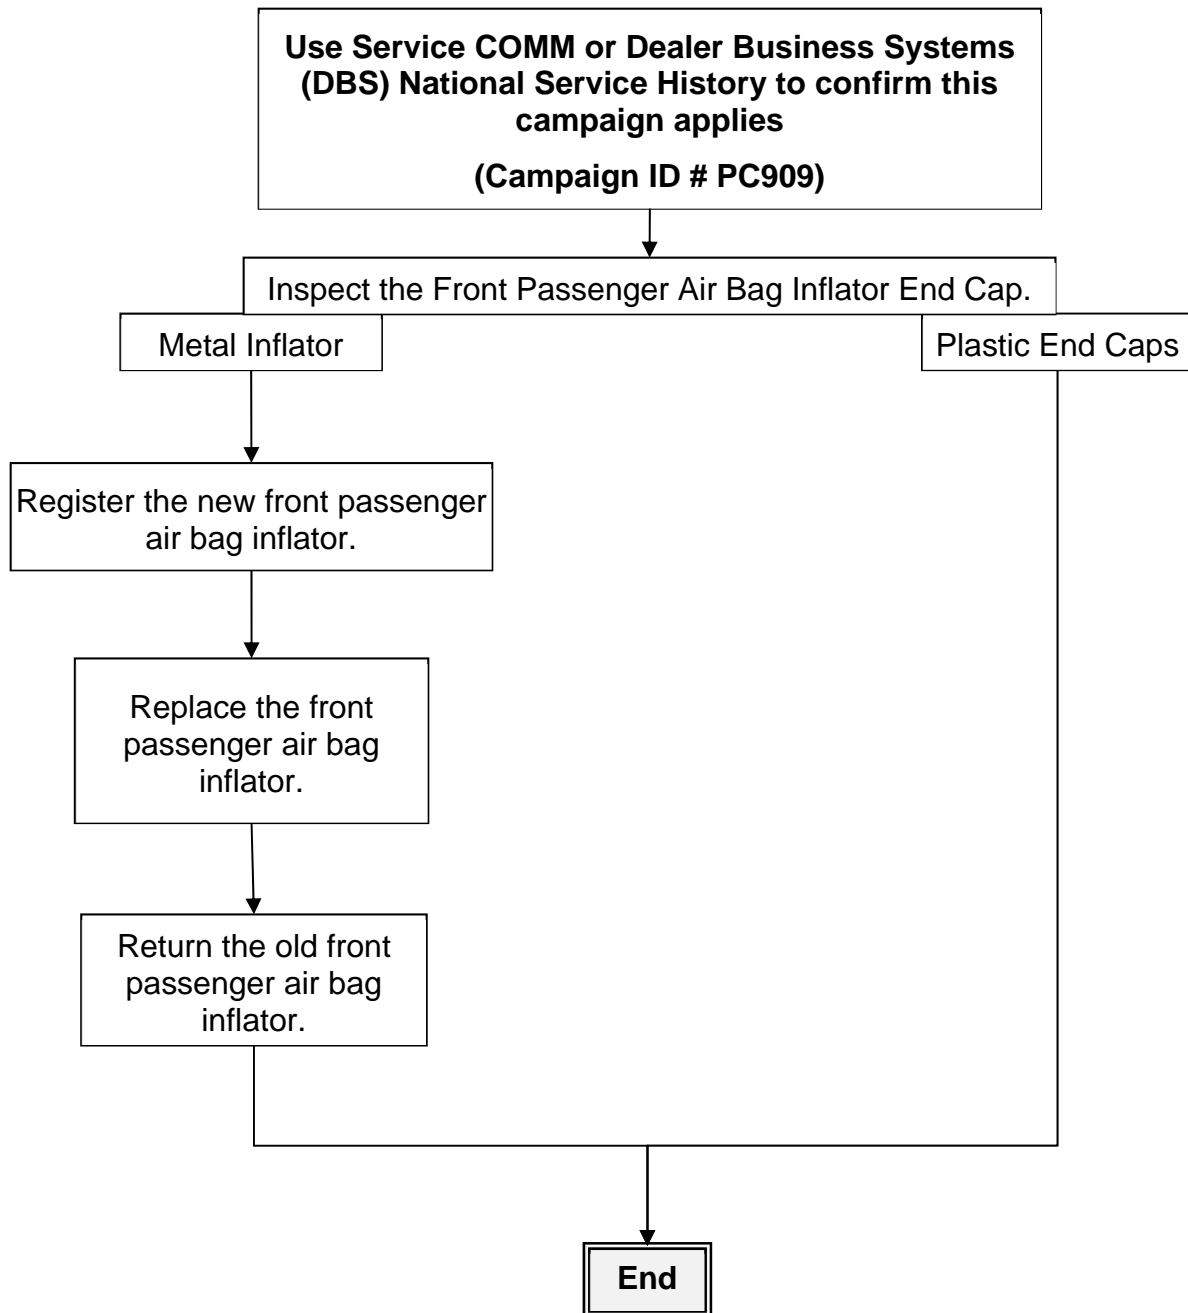 Use Service COMM or Dealer Business Systems
(DBS) National Service History to confirm this
campaign applies
(Campaign ID # PC909)
Inspect the Front Passenger Air Bag Inflator End Cap.
Metal Inflator
Plastic End Caps
Register the new front passenger
air bag inflator.
Replace the front
passenger air bag
inflator.
Return the old front
passenger air bag
inflator.
End